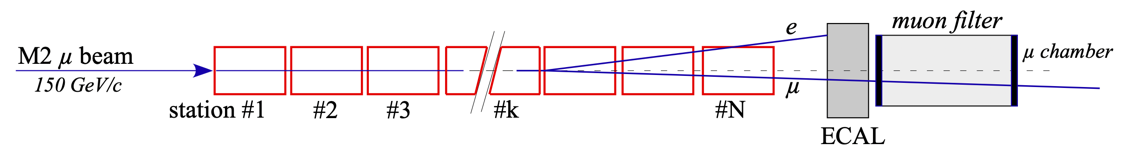 M2 μ beam
150 GeV/c
station #1
#2
#3
#k
#N
e
μ
ECAL
muon filter
μ chamber